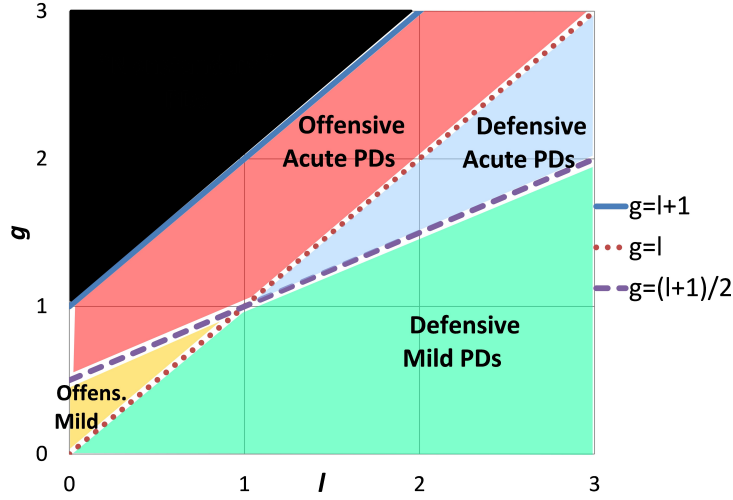 3
Offensive
Acute PDs
Defensive
Acute PDs
2
g=l+1
g
g=l
g=(l+1)/2
1
Defensive
Mild PDs
Offens.
Mild
0
0
1
l
2
3